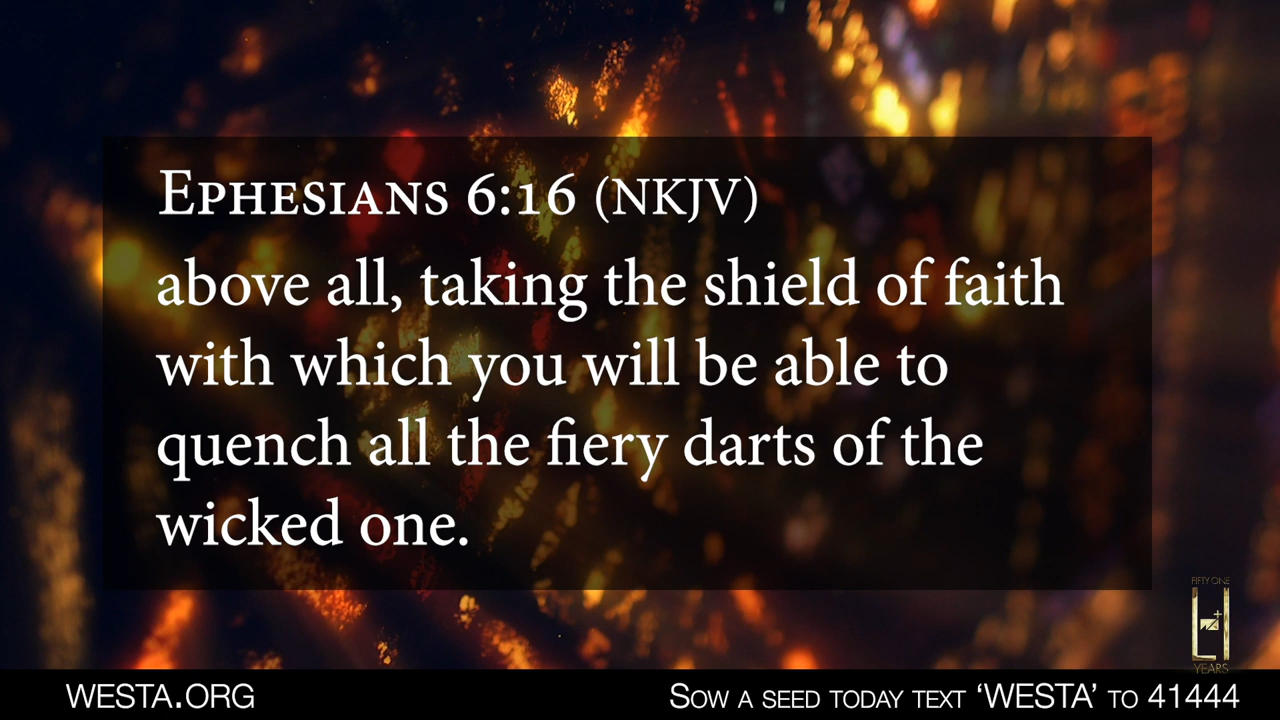 Ephesians 6:16 (NKJV)
above all, taking the shield of faith
with which you will be able to
quench all the fiery darts of the
wicked one.
FIFTY ONE
LI
YEARS
WESTA.ORG
Sow a seed today text ‘WESTA’ to 41444